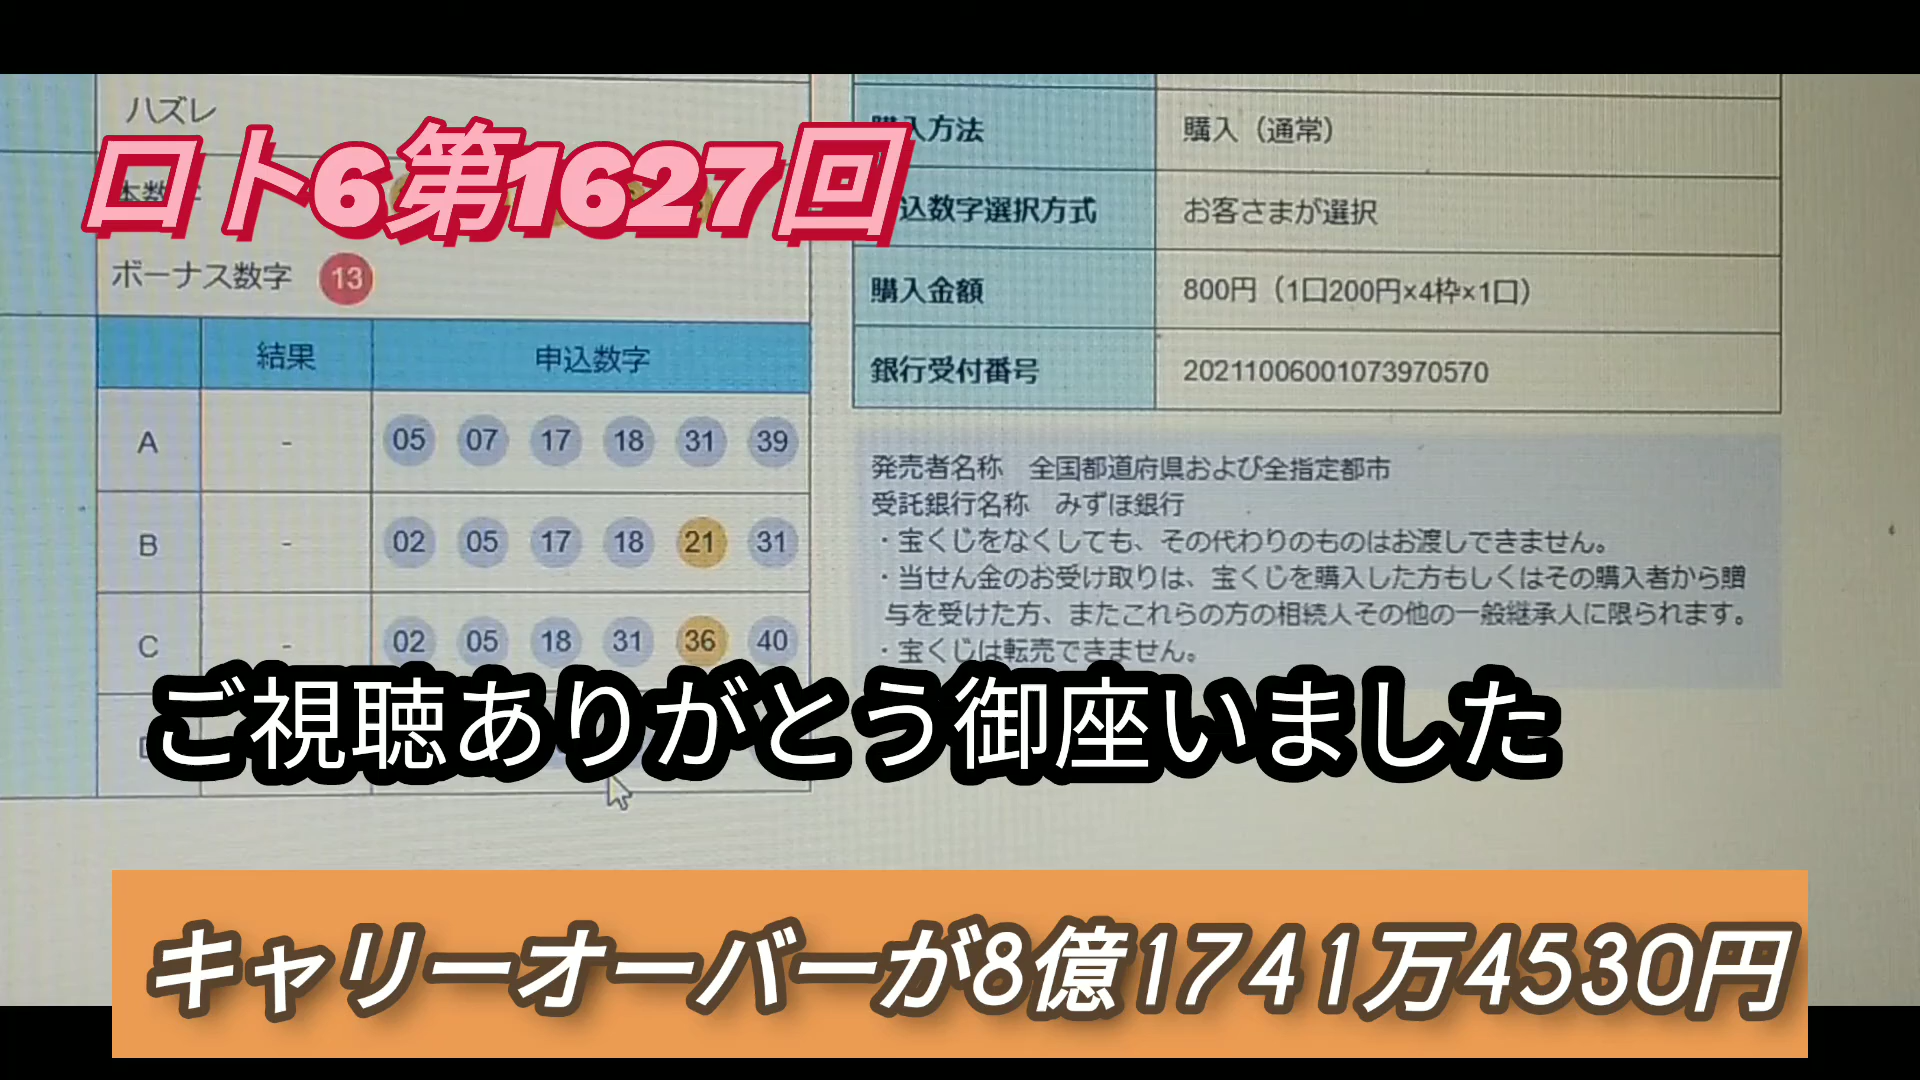 ハズレ
ロト6第1627回
本数字
ボーナス数字 13
結果 申込数字
A - 05 07 17 18 31 39
B - 02 05 17 18 21 31
C - 02 05 18 31 36 40
購入方法 購入（通常）
込数字選択方式 お客さまが選択
購入金額 800円（1口200円×4枠×1口）
銀行受付番号 20211006001073970570
発売者名称 全国都道府県および全指定都市
受託銀行名称 みずほ銀行
・宝くじをなくしても、その代わりのものはお渡しできません。
・当せん金のお受け取りは、宝くじを購入した方もしくはその購入者から贈
与を受けた方、またこれらの方の相続人その他の一般継承人に限られます。
・宝くじは転売できません。
ご視聴ありがとう御座いました
キャリーオーバーが8億1741万4530円